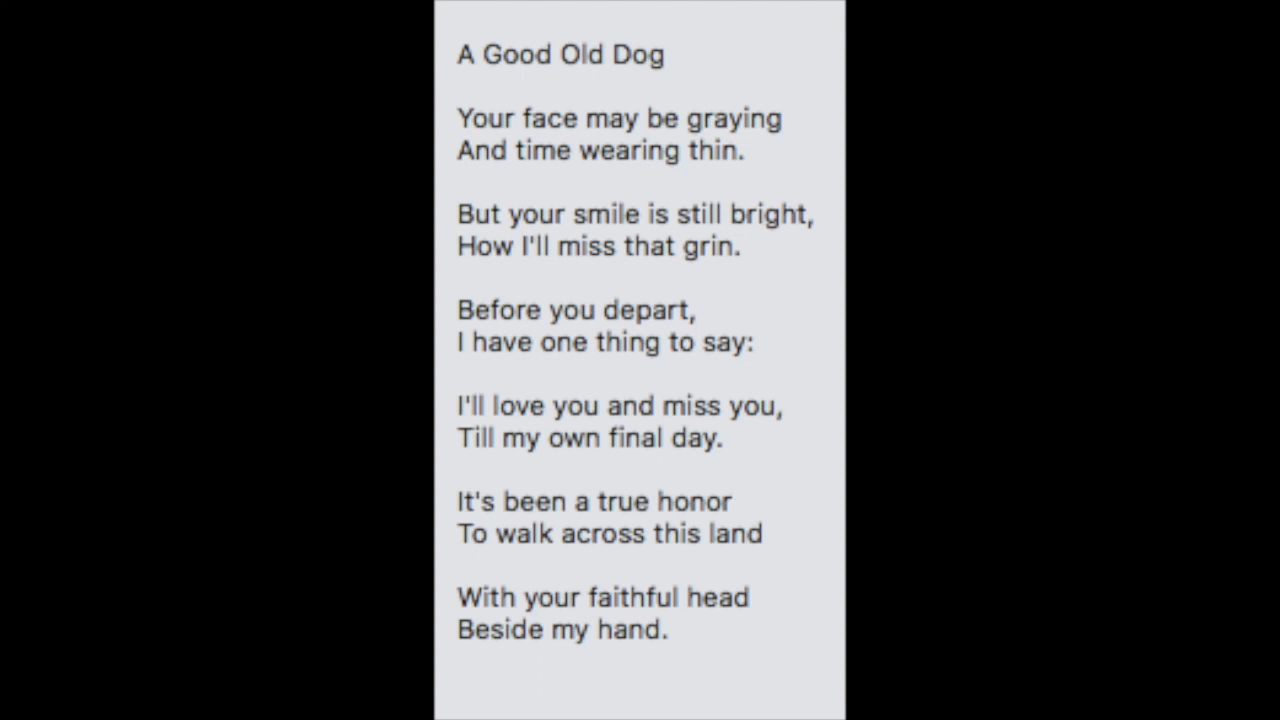 A Good Old Dog
Your face may be graying
And time wearing thin.
But your smile is still bright,
How I'll miss that grin.
Before you depart,
I have one thing to say:
I'll love you and miss you,
Till my own final day.
It's been a true honor
To walk across this land
With your faithful head
Beside my hand.